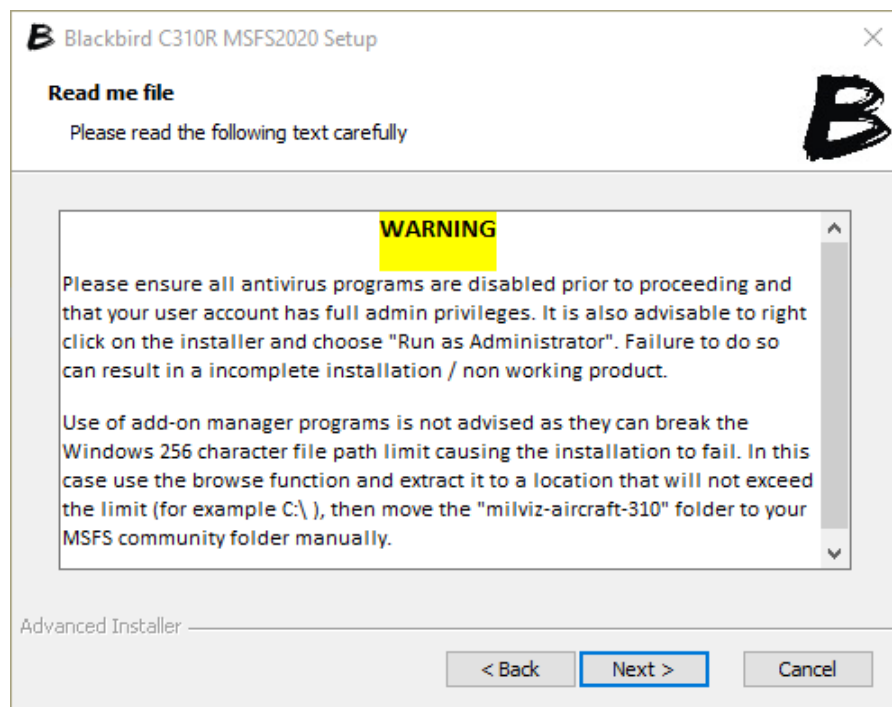 B Blackbird C310R MSFS2020 Setup
Read me file
Please read the following text carefully
B
WARNING
Please ensure all antivirus programs are disabled prior to proceeding and
that your user account has full admin privileges. It is also advisable to right
click on the installer and choose "Run as Administrator". Failure to do so
can result in a incomplete installation / non working product.
Use of add-on manager programs is not advised as they can break the
Windows 256 character file path limit causing the installation to fail. In this
case use the browse function and extract it to a location that will not exceed
the limit (for example C:\ ), then move the "milviz-aircraft-310" folder to your
MSFS community folder manually.
Advanced Installer
< Back Next > Cancel